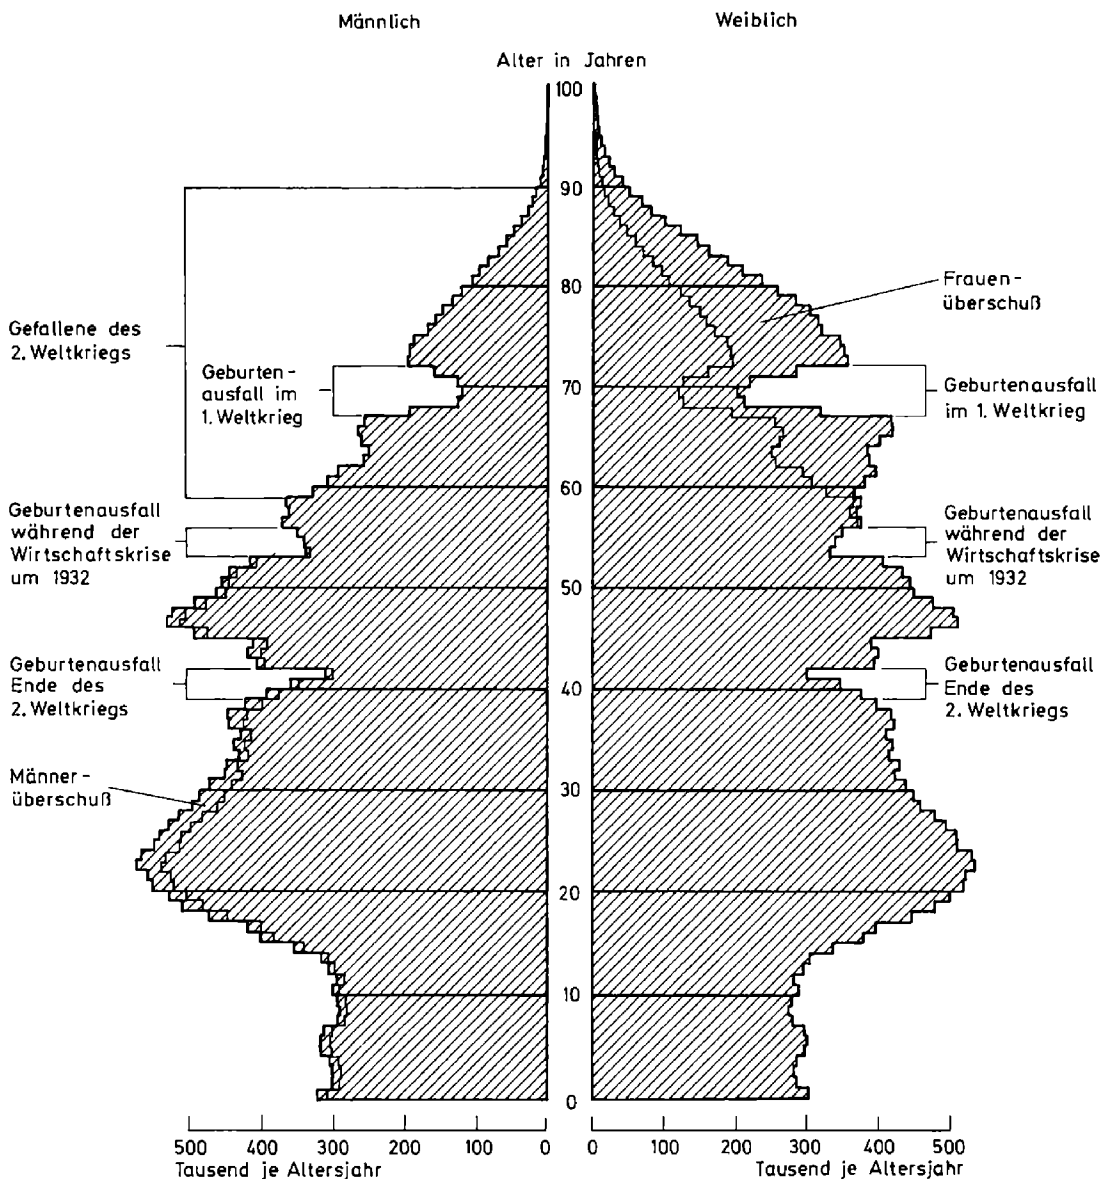 Männlich
Weiblich
Alter in Jahren
100
90
80
70
60
50
40
30
20
10
0
Gefallene des
2. Weltkriegs
Geburten-
ausfall im
1. Weltkrieg
Geburtenausfall
während der
Wirtschaftskrise
um 1932
Geburtenausfall
Ende des
2. Weltkriegs
Männer-
überschuß
Frauen-
überschuß
Geburtenausfall
im 1. Weltkrieg
Geburtenausfall
während der
Wirtschaftskrise
um 1932
Geburtenausfall
Ende des
2. Weltkriegs
500 400 300 200 100 0
Tausend je Altersjahr
0 100 200 300 400 500
Tausend je Altersjahr